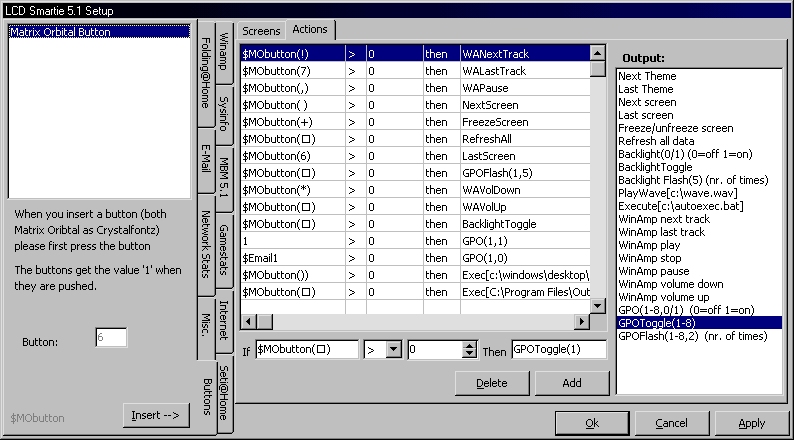 LCD Smartie 5.1 Setup
Matrix Orbital Button
When you insert a button (both
Matrix Oribtal as Crystalfontz)
please first press the button
The buttons get the value '1' when
they are pushed.
Button: 6
$MObutton
Insert -->
Folding@Home
E-Mail
Network Stats
Misc.
Buttons
Winamp
Sysinfo
MBM 5.1
Gamestats
Internet
Seti@Home
Screens
Actions
$MObutton(!) > 0 then WANextTrack
$MObutton(7) > 0 then WALastTrack
$MObutton(,) > 0 then WAPause
$MObutton( ) > 0 then NextScreen
$MObutton(+) > 0 then FreezeScreen
$MObutton(□) > 0 then RefreshAll
$MObutton(6) > 0 then LastScreen
$MObutton(□) > 0 then GPOFlash(1,5)
$MObutton(*) > 0 then WAVolDown
$MObutton(□) > 0 then WAVolUp
$MObutton(□) > 0 then BacklightToggle
1 > 0 then GPO(1,1)
$Email1 > 0 then GPO(1,0)
$MObutton()) > 0 then Exec[c:\windows\desktop\
$MObutton(□) > 0 then Exec[C:\Program Files\Out
If $MObutton(□) > 0 Then GPOToggle(1)
Delete
Add
Output:
Next Theme
Last Theme
Next screen
Last screen
Freeze/unfreeze screen
Refresh all data
Backlight(0/1) (0=off 1=on)
BacklightToggle
Backlight Flash(5) (nr. of times)
PlayWave[c:\wave.wav]
Execute[c:\autoexec.bat]
WinAmp next track
WinAmp last track
WinAmp play
WinAmp stop
WinAmp pause
WinAmp volume down
WinAmp volume up
GPO(1-8,0/1) (0=off 1=on)
GPOToggle(1-8)
GPOFlash(1-8,2) (nr. of times)
Ok
Cancel
Apply